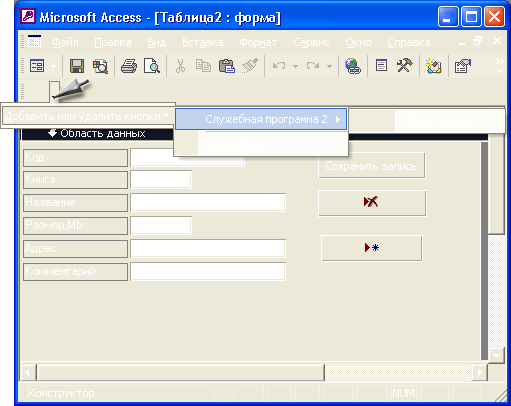 Microsoft Access - [Таблица2 : форма]
Файл Правка Вид Вставка Формат Сервис Окно Справка
Добавить или удалить кнопки
Служебная программа 2
Область данных
Код
Сохранить запись
Книга
Название
Размер,Mb
Адрес
Комментарий
Конструктор
NUM